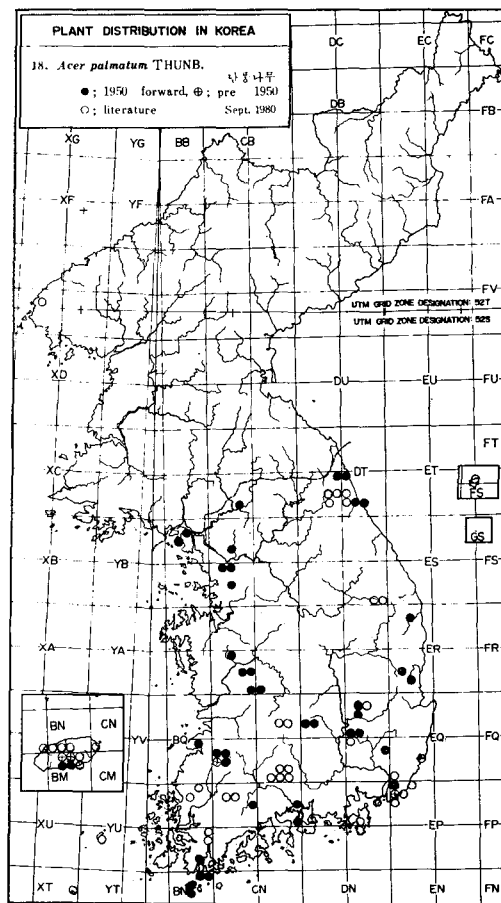 PLANT DISTRIBUTION IN KOREA
18. Acer palmatum THUNB.
단풍나무
●; 1950 forward, ⊕; pre 1950
○; literature Sept. 1980
DC EC FC
DB FB
XG YG BB CB
XF YF FA
FV
UTM GRID ZONE DESIGNATION: 52T
UTM GRID ZONE DESIGNATION: 52S
XD DU EU FU
FT
XC DT ET
FS
GS
XB YB ES FS
XA YA ER FR
BN CN
YV BQ EQ FQ
BM CM
XU YU EP FP
XT YT BN CN DN EN FN